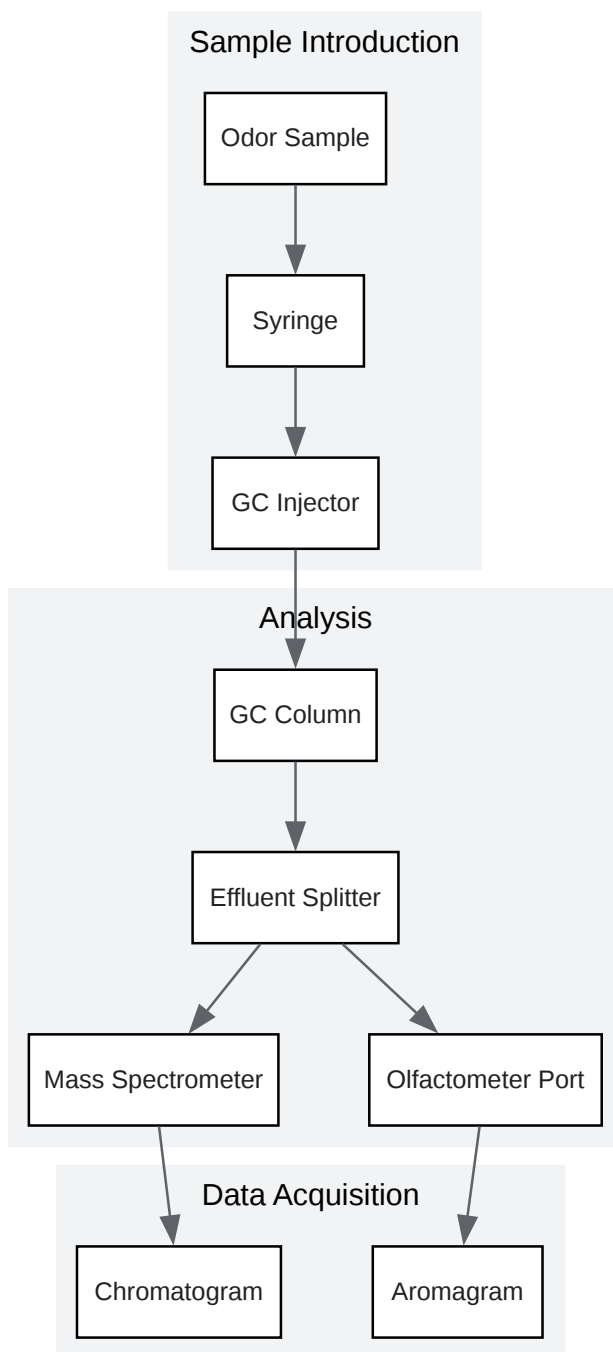 Sample Introduction
Odor Sample
Syringe
GC Injector
Analysis
GC Column
Effluent Splitter
Mass Spectrometer
Olfactometer Port
Data Acquisition
Chromatogram
Aromagram